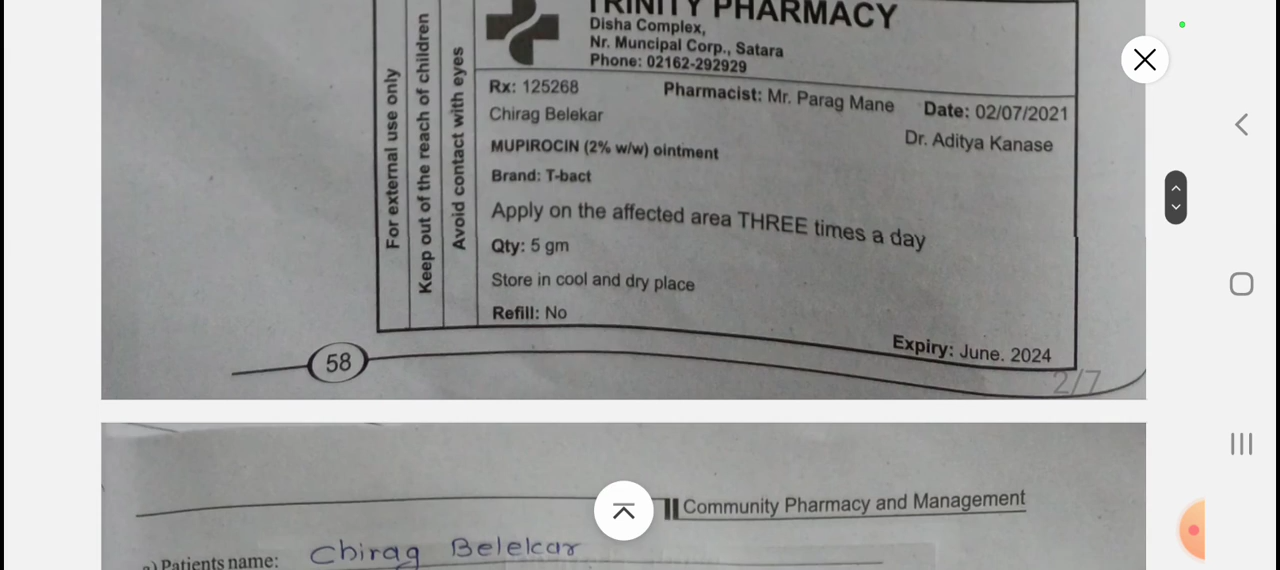 TRINITY PHARMACY
Disha Complex,
Nr. Muncipal Corp., Satara
Phone: 02162-292929
For external use only
Keep out of the reach of children
Avoid contact with eyes
Rx: 125268 Pharmacist: Mr. Parag Mane Date: 02/07/2021
Chirag Belekar Dr. Aditya Kanase
MUPIROCIN (2% w/w) ointment
Brand: T-bact
Apply on the affected area THREE times a day
Qty: 5 gm
Store in cool and dry place
Refill: No
Expiry: June. 2024
58
2/7
Community Pharmacy and Management
a) Patients name: Chirag Belekar